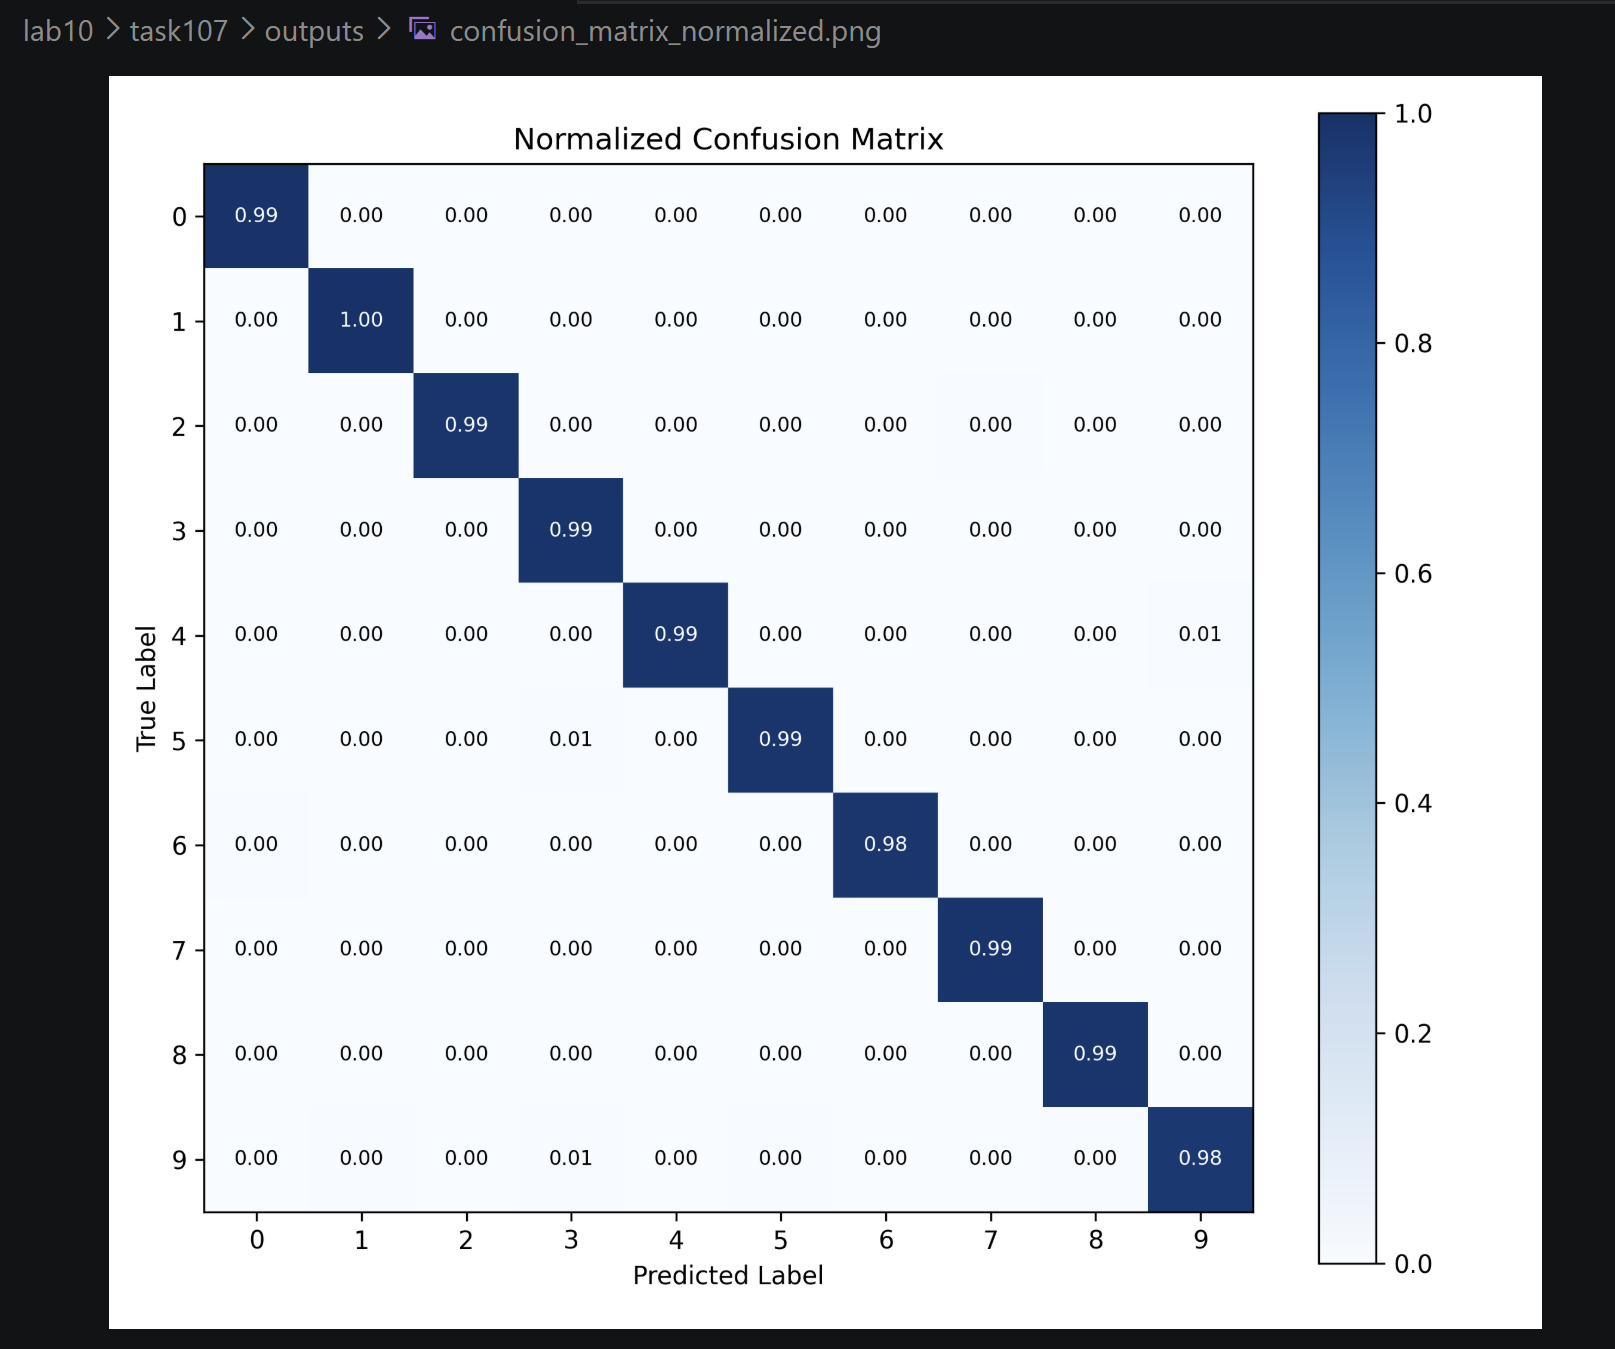 lab10 > task107 > outputs > confusion_matrix_normalized.png
Normalized Confusion Matrix
0 0.99 0.00 0.00 0.00 0.00 0.00 0.00 0.00 0.00 0.00
1 0.00 1.00 0.00 0.00 0.00 0.00 0.00 0.00 0.00 0.00
2 0.00 0.00 0.99 0.00 0.00 0.00 0.00 0.00 0.00 0.00
3 0.00 0.00 0.00 0.99 0.00 0.00 0.00 0.00 0.00 0.00
4 0.00 0.00 0.00 0.00 0.99 0.00 0.00 0.00 0.00 0.01
5 0.00 0.00 0.00 0.01 0.00 0.99 0.00 0.00 0.00 0.00
6 0.00 0.00 0.00 0.00 0.00 0.00 0.98 0.00 0.00 0.00
7 0.00 0.00 0.00 0.00 0.00 0.00 0.00 0.99 0.00 0.00
8 0.00 0.00 0.00 0.00 0.00 0.00 0.00 0.00 0.99 0.00
9 0.00 0.00 0.00 0.01 0.00 0.00 0.00 0.00 0.00 0.98
0 1 2 3 4 5 6 7 8 9
Predicted Label
True Label
1.0
0.8
0.6
0.4
0.2
0.0